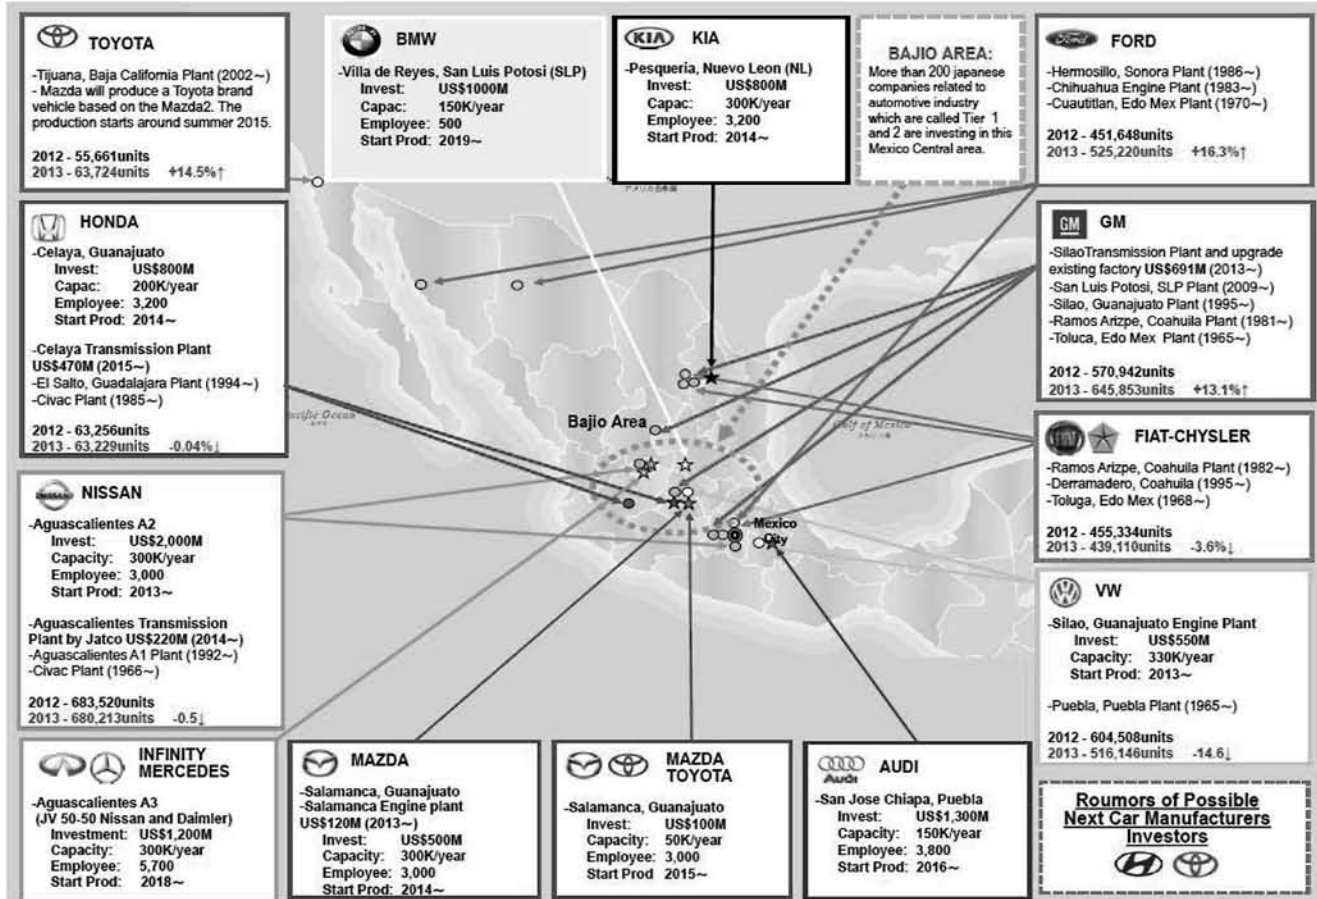 TOYOTA
-Tijuana, Baja California Plant (2002~)
- Mazda will produce a Toyota brand
vehicle based on the Mazda2. The
production starts around summer 2015.
2012 - 55,661units
2013 - 63,724units +14.5%↑
BMW
-Villa de Reyes, San Luis Potosi (SLP)
Invest: US$1000M
Capac: 150K/year
Employee: 500
Start Prod: 2019~
KIA
KIA
-Pesqueria, Nuevo Leon (NL)
Invest: US$800M
Capac: 300K/year
Employee: 3,200
Start Prod: 2014~
BAJIO AREA:
More than 200 japanese
companies related to
automotive industry
which are called Tier 1
and 2 are investing in this
Mexico Central area.
Ford
FORD
-Hermosillo, Sonora Plant (1986~)
-Chihuahua Engine Plant (1983~)
-Cuautitlan, Edo Mex Plant (1970~)
2012 - 451,648units
2013 - 525,220units +16.3%↑
HONDA
-Celaya, Guanajuato
Invest: US$800M
Capac: 200K/year
Employee: 3,200
Start Prod: 2014~
-Celaya Transmission Plant
US$470M (2015~)
-El Salto, Guadalajara Plant (1994~)
-Civac Plant (1985~)
2012 - 63,256units
2013 - 63,229units -0.04%↓
GM
GM
-SilaoTransmission Plant and upgrade
existing factory US$691M (2013~)
-San Luis Potosi, SLP Plant (2009~)
-Silao, Guanajuato Plant (1995~)
-Ramos Arizpe, Coahuila Plant (1981~)
-Toluca, Edo Mex Plant (1965~)
2012 - 570,942units
2013 - 645,853units +13.1%↑
アメリカ合衆国
Pacific Ocean
Bajio Area
Gulf of Mexico
Mexico
City
FIAT
FIAT-CHYSLER
-Ramos Arizpe, Coahuila Plant (1982~)
-Derramadero, Coahuila (1995~)
-Toluga, Edo Mex (1968~)
2012 - 455,334units
2013 - 439,110units -3.6%↓
NISSAN
NISSAN
-Aguascalientes A2
Invest: US$2,000M
Capacity: 300K/year
Employee: 3,000
Start Prod: 2013~
-Aguascalientes Transmission
Plant by Jatco US$220M (2014~)
-Aguascalientes A1 Plant (1992~)
-Civac Plant (1966~)
2012 - 683,520units
2013 - 680,213units -0.5↓
VW
-Silao, Guanajuato Engine Plant
Invest: US$550M
Capacity: 330K/year
Start Prod: 2013~
-Puebla, Puebla Plant (1965~)
2012 - 604,508units
2013 - 516,146units -14.6↓
INFINITY
MERCEDES
-Aguascalientes A3
(JV 50-50 Nissan and Daimler)
Investment: US$1,200M
Capacity: 300K/year
Employee: 5,700
Start Prod: 2018~
MAZDA
-Salamanca, Guanajuato
-Salamanca Engine plant
US$120M (2013~)
Invest: US$500M
Capacity: 300K/year
Employee: 3,000
Start Prod: 2014~
MAZDA
TOYOTA
-Salamanca, Guanajuato
Invest: US$100M
Capacity: 50K/year
Employee: 3,000
Start Prod 2015~
Audi
AUDI
-San Jose Chiapa, Puebla
Invest: US$1,300M
Capacity: 150K/year
Employee: 3,800
Start Prod: 2016~
Roumors of Possible
Next Car Manufacturers
Investors